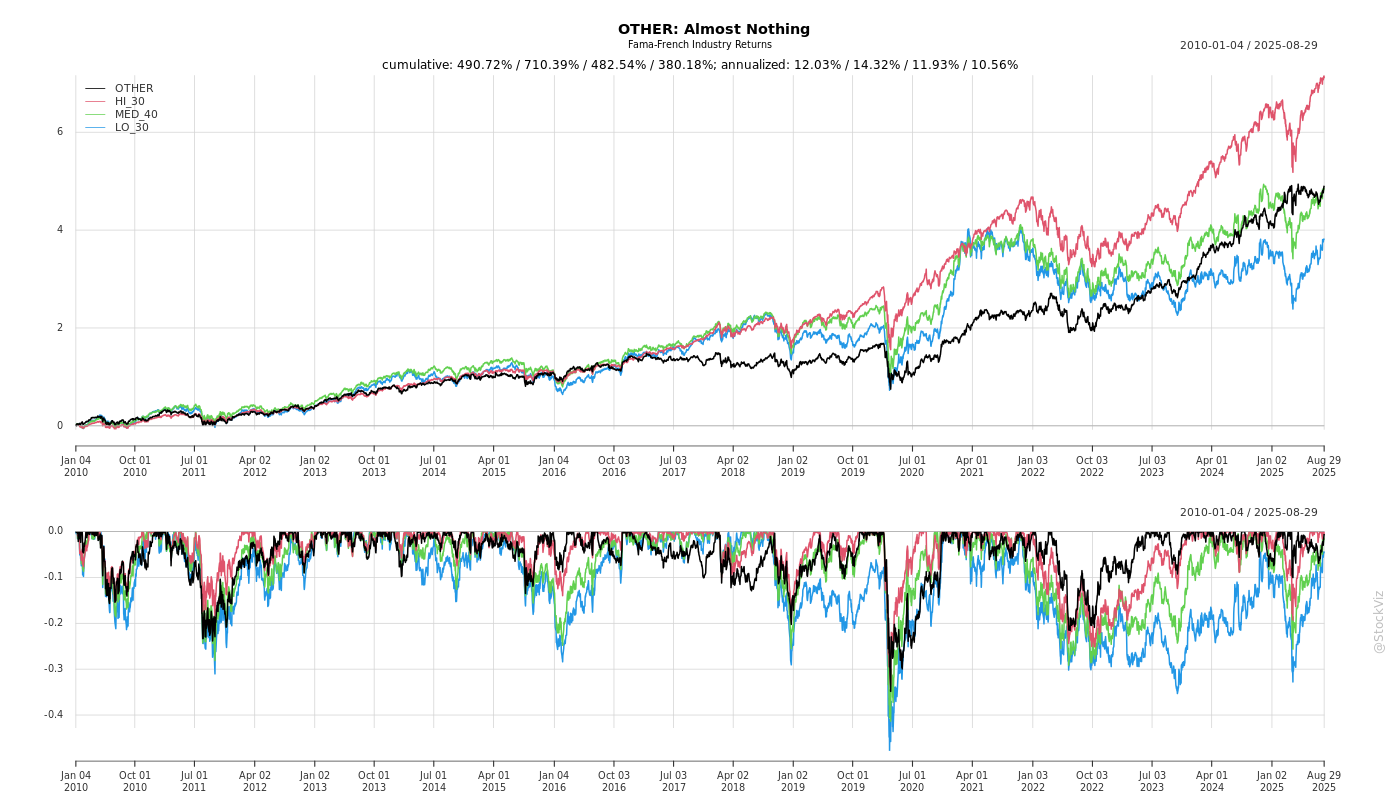 OTHER: Almost Nothing
Fama-French Industry Returns
2010-01-04 / 2025-08-29
cumulative: 490.72% / 710.39% / 482.54% / 380.18%; annualized: 12.03% / 14.32% / 11.93% / 10.56%
OTHER
HI_30
MED_40
LO_30
6
4
2
0
Jan 04 Oct 01 Jul 01 Apr 02 Jan 02 Oct 01 Jul 01 Apr 01 Jan 04 Oct 03 Jul 03 Apr 02 Jan 02 Oct 01 Jul 01 Apr 01 Jan 03 Oct 03 Jul 03 Apr 01 Jan 02 Aug 29
2010 2010 2011 2012 2013 2013 2014 2015 2016 2016 2017 2018 2019 2019 2020 2021 2022 2022 2023 2024 2025 2025
2010-01-04 / 2025-08-29
0.0
-0.1
-0.2
-0.3
-0.4
@StockViz
Jan 04 Oct 01 Jul 01 Apr 02 Jan 02 Oct 01 Jul 01 Apr 01 Jan 04 Oct 03 Jul 03 Apr 02 Jan 02 Oct 01 Jul 01 Apr 01 Jan 03 Oct 03 Jul 03 Apr 01 Jan 02 Aug 29
2010 2010 2011 2012 2013 2013 2014 2015 2016 2016 2017 2018 2019 2019 2020 2021 2022 2022 2023 2024 2025 2025